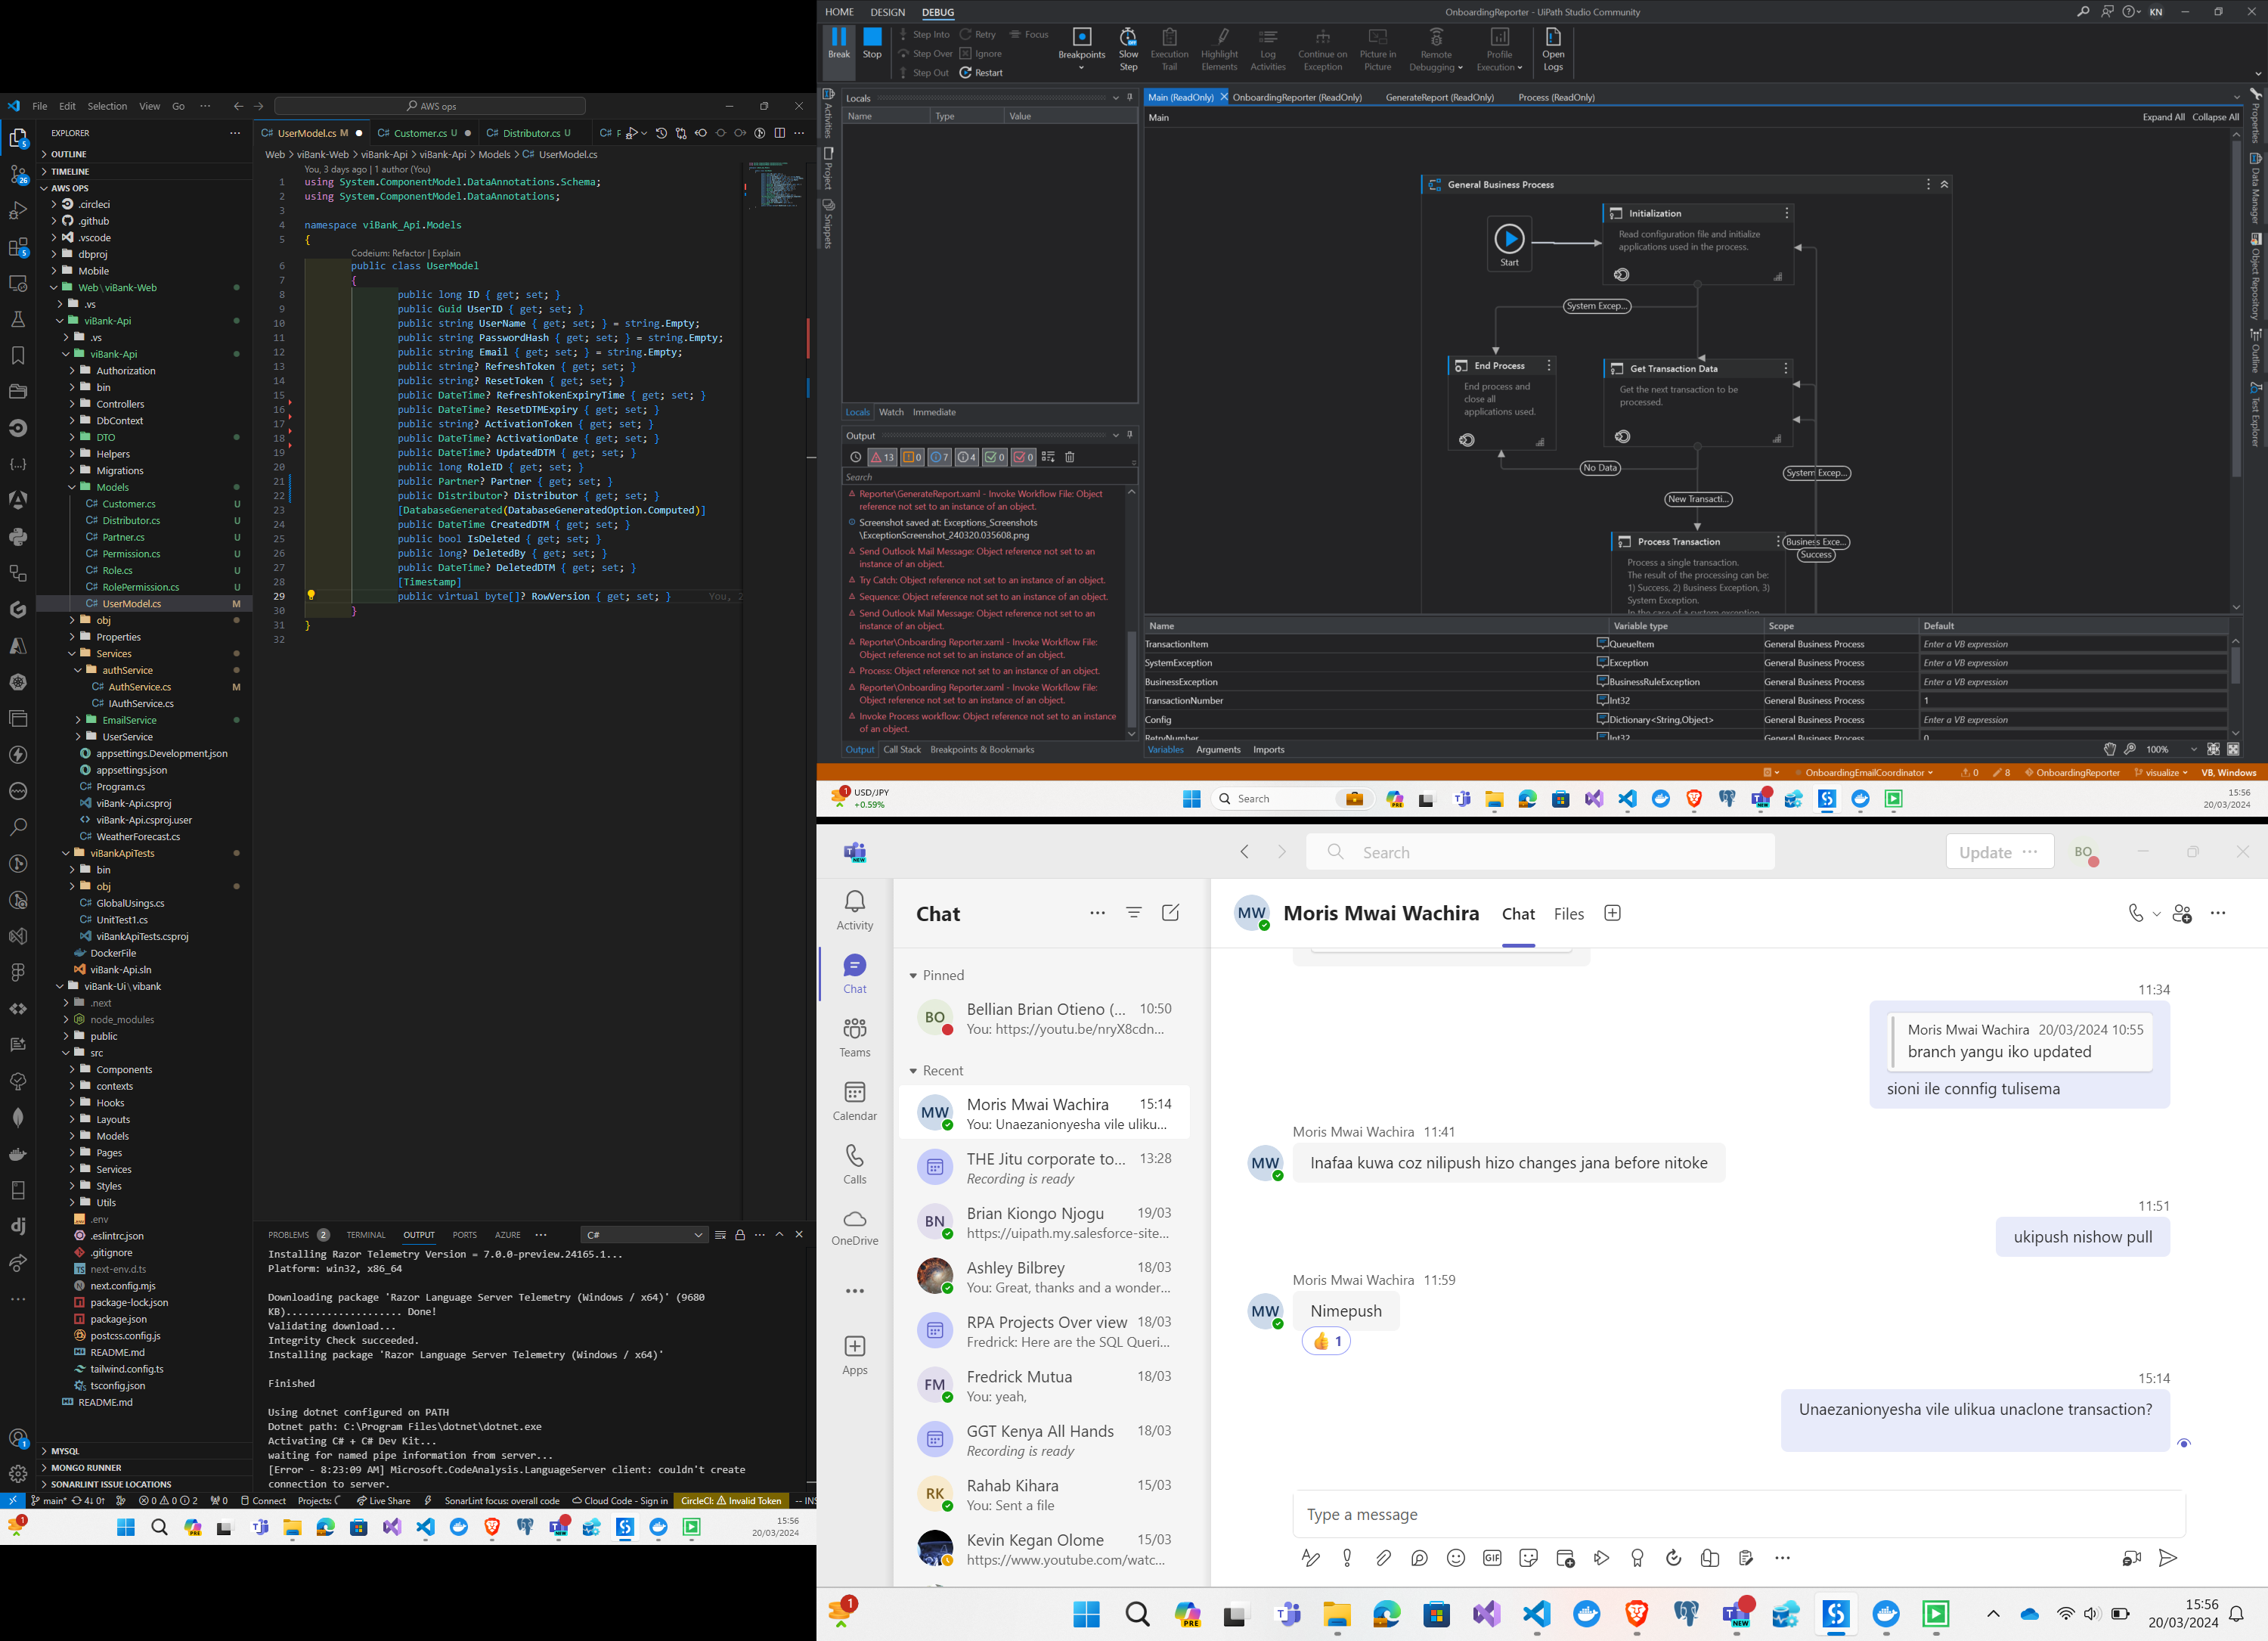 File Edit Selection View Go ··· AWS ops
EXPLORER
OUTLINE
TIMELINE
AWS OPS
.circleci
.github
.vscode
dbproj
Mobile
Web\viBank-Web
.vs
viBank-Api
.vs
viBank-Api
Authorization
bin
Controllers
DbContext
DTO
Helpers
Migrations
Models
Customer.cs U
Distributor.cs U
Partner.cs U
Permission.cs U
Role.cs U
RolePermission.cs U
UserModel.cs M
obj
Properties
Services
authService
AuthService.cs M
IAuthService.cs
EmailService
UserService
appsettings.Development.json
appsettings.json
Program.cs
viBank-Api.csproj
viBank-Api.csproj.user
WeatherForecast.cs
viBankApiTests
bin
obj
GlobalUsings.cs
UnitTest1.cs
viBankApiTests.csproj
DockerFile
viBank-Api.sln
viBank-Ui\vibank
.next
node_modules
public
src
Components
contexts
Hooks
Layouts
Models
Pages
Services
Styles
Utils
.env
.eslintrc.json
.gitignore
next-env.d.ts
next.config.mjs
package-lock.json
package.json
postcss.config.js
README.md
tailwind.config.ts
tsconfig.json
README.md
MYSQL
MONGO RUNNER
SONARLINT ISSUE LOCATIONS
UserModel.cs M Customer.cs U Distributor.cs U
Web > viBank-Web > viBank-Api > viBank-Api > Models > UserModel.cs
You, 3 days ago | 1 author (You)
1 using System.ComponentModel.DataAnnotations.Schema;
2 using System.ComponentModel.DataAnnotations;
3
4 namespace viBank_Api.Models
5 {
Codeium: Refactor | Explain
6 public class UserModel
7 {
8 public long ID { get; set; }
9 public Guid UserID { get; set; }
10 public string UserName { get; set; } = string.Empty;
11 public string PasswordHash { get; set; } = string.Empty;
12 public string Email { get; set; } = string.Empty;
13 public string? RefreshToken { get; set; }
14 public string? ResetToken { get; set; }
15 public DateTime? RefreshTokenExpiryTime { get; set; }
16 public DateTime? ResetDTMExpiry { get; set; }
17 public string? ActivationToken { get; set; }
18 public DateTime? ActivationDate { get; set; }
19 public DateTime? UpdatedDTM { get; set; }
20 public long RoleID { get; set; }
21 public Partner? Partner { get; set; }
22 public Distributor? Distributor { get; set; }
23 [DatabaseGenerated(DatabaseGeneratedOption.Computed)]
24 public DateTime CreatedDTM { get; set; }
25 public bool IsDeleted { get; set; }
26 public long? DeletedBy { get; set; }
27 public DateTime? DeletedDTM { get; set; }
28 [Timestamp]
29 public virtual byte[]? RowVersion { get; set; } You,
30 }
31 }
32
PROBLEMS 2 TERMINAL OUTPUT PORTS AZURE ··· C#
Installing Razor Telemetry Version = 7.0.0-preview.24165.1...
Platform: win32, x86_64
Downloading package 'Razor Language Server Telemetry (Windows / x64)' (9680
KB).................... Done!
Validating download...
Integrity Check succeeded.
Installing package 'Razor Language Server Telemetry (Windows / x64)'
Finished
Using dotnet configured on PATH
Dotnet path: C:\Program Files\dotnet\dotnet.exe
Activating C# + C# Dev Kit...
waiting for named pipe information from server...
[Error - 8:23:09 AM] Microsoft.CodeAnalysis.LanguageServer client: couldn't create
connection to server.
main* 4↓ 0↑ 0 0 2 0 Connect Projects: Live Share SonarLint focus: overall code Cloud Code - Sign in CircleCI: Invalid Token -- INS
15:56
20/03/2024
HOME DESIGN DEBUG OnboardingReporter - UiPath Studio Community KN
Break Stop
Step Into Retry Focus
Step Over Ignore
Step Out Restart
Breakpoints
Slow Step
Execution Trail
Highlight Elements
Log Activities
Continue on Exception
Picture in Picture
Remote Debugging
Profile Execution
Open Logs
Activities
Project
Snippets
Locals
Name Type Value
Locals Watch Immediate
Output
13 0 7 4 0 0
Search
Reporter\GenerateReport.xaml - Invoke Workflow File: Object
reference not set to an instance of an object.
Screenshot saved at: Exceptions_Screenshots
\ExceptionScreenshot_240320.035608.png
Send Outlook Mail Message: Object reference not set to an
instance of an object.
Try Catch: Object reference not set to an instance of an object.
Sequence: Object reference not set to an instance of an object.
Send Outlook Mail Message: Object reference not set to an
instance of an object.
Reporter\Onboarding Reporter.xaml - Invoke Workflow File:
Object reference not set to an instance of an object.
Process: Object reference not set to an instance of an object.
Reporter\Onboarding Reporter.xaml - Invoke Workflow File:
Object reference not set to an instance of an object.
Invoke Process workflow: Object reference not set to an instance
of an object.
Output Call Stack Breakpoints & Bookmarks
Main (ReadOnly) OnboardingReporter (ReadOnly) GenerateReport (ReadOnly) Process (ReadOnly)
Main Expand All Collapse All
General Business Process
Start
Initialization
Read configuration file and initialize
applications used in the process.
System Excep...
End Process
End process and
close all
applications used.
Get Transaction Data
Get the next transaction to be
processed.
No Data
System Excep...
New Transacti...
Process Transaction
Business Exce...
Success
Process a single transaction.
The result of the processing can be:
1) Success, 2) Business Exception, 3)
System Exception.
In the case of a system exception
Name Variable type Scope Default
TransactionItem QueueItem General Business Process Enter a VB expression
SystemException Exception General Business Process Enter a VB expression
BusinessException BusinessRuleException General Business Process Enter a VB expression
TransactionNumber Int32 General Business Process 1
Config Dictionary<String,Object> General Business Process Enter a VB expression
RetryNumber Int32 General Business Process 0
Variables Arguments Imports 100%
Properties
Data Manager
Object Repository
Outline
Test Explorer
OnboardingEmailCoordinator 0 8 OnboardingReporter visualize VB, Windows
USD/JPY
+0.59%
Search
15:56
20/03/2024
Search Update ··· BO
Activity
Chat
Teams
Calendar
Calls
OneDrive
Apps
Chat
Pinned
Bellian Brian Otieno (... 10:50
You: https://youtu.be/nryX8cdn...
Recent
Moris Mwai Wachira 15:14
You: Unaezanionyesha vile uliku...
THE Jitu corporate to... 13:28
Recording is ready
Brian Kiongo Njogu 19/03
https://uipath.my.salesforce-site...
Ashley Bilbrey 18/03
You: Great, thanks and a wonder...
RPA Projects Over view 18/03
Fredrick: Here are the SQL Queri...
Fredrick Mutua 18/03
You: yeah,
GGT Kenya All Hands 18/03
Recording is ready
Rahab Kihara 15/03
You: Sent a file
Kevin Kegan Olome 15/03
https://www.youtube.com/watc...
MW Moris Mwai Wachira Chat Files
11:34
Moris Mwai Wachira 20/03/2024 10:55
branch yangu iko updated
sioni ile connfig tulisema
Moris Mwai Wachira 11:41
Inafaa kuwa coz nilipush hizo changes jana before nitoke
11:51
ukipush nishow pull
Moris Mwai Wachira 11:59
Nimepush
👍 1
15:14
Unaezanionyesha vile ulikua unaclone transaction?
Type a message
15:56
20/03/2024